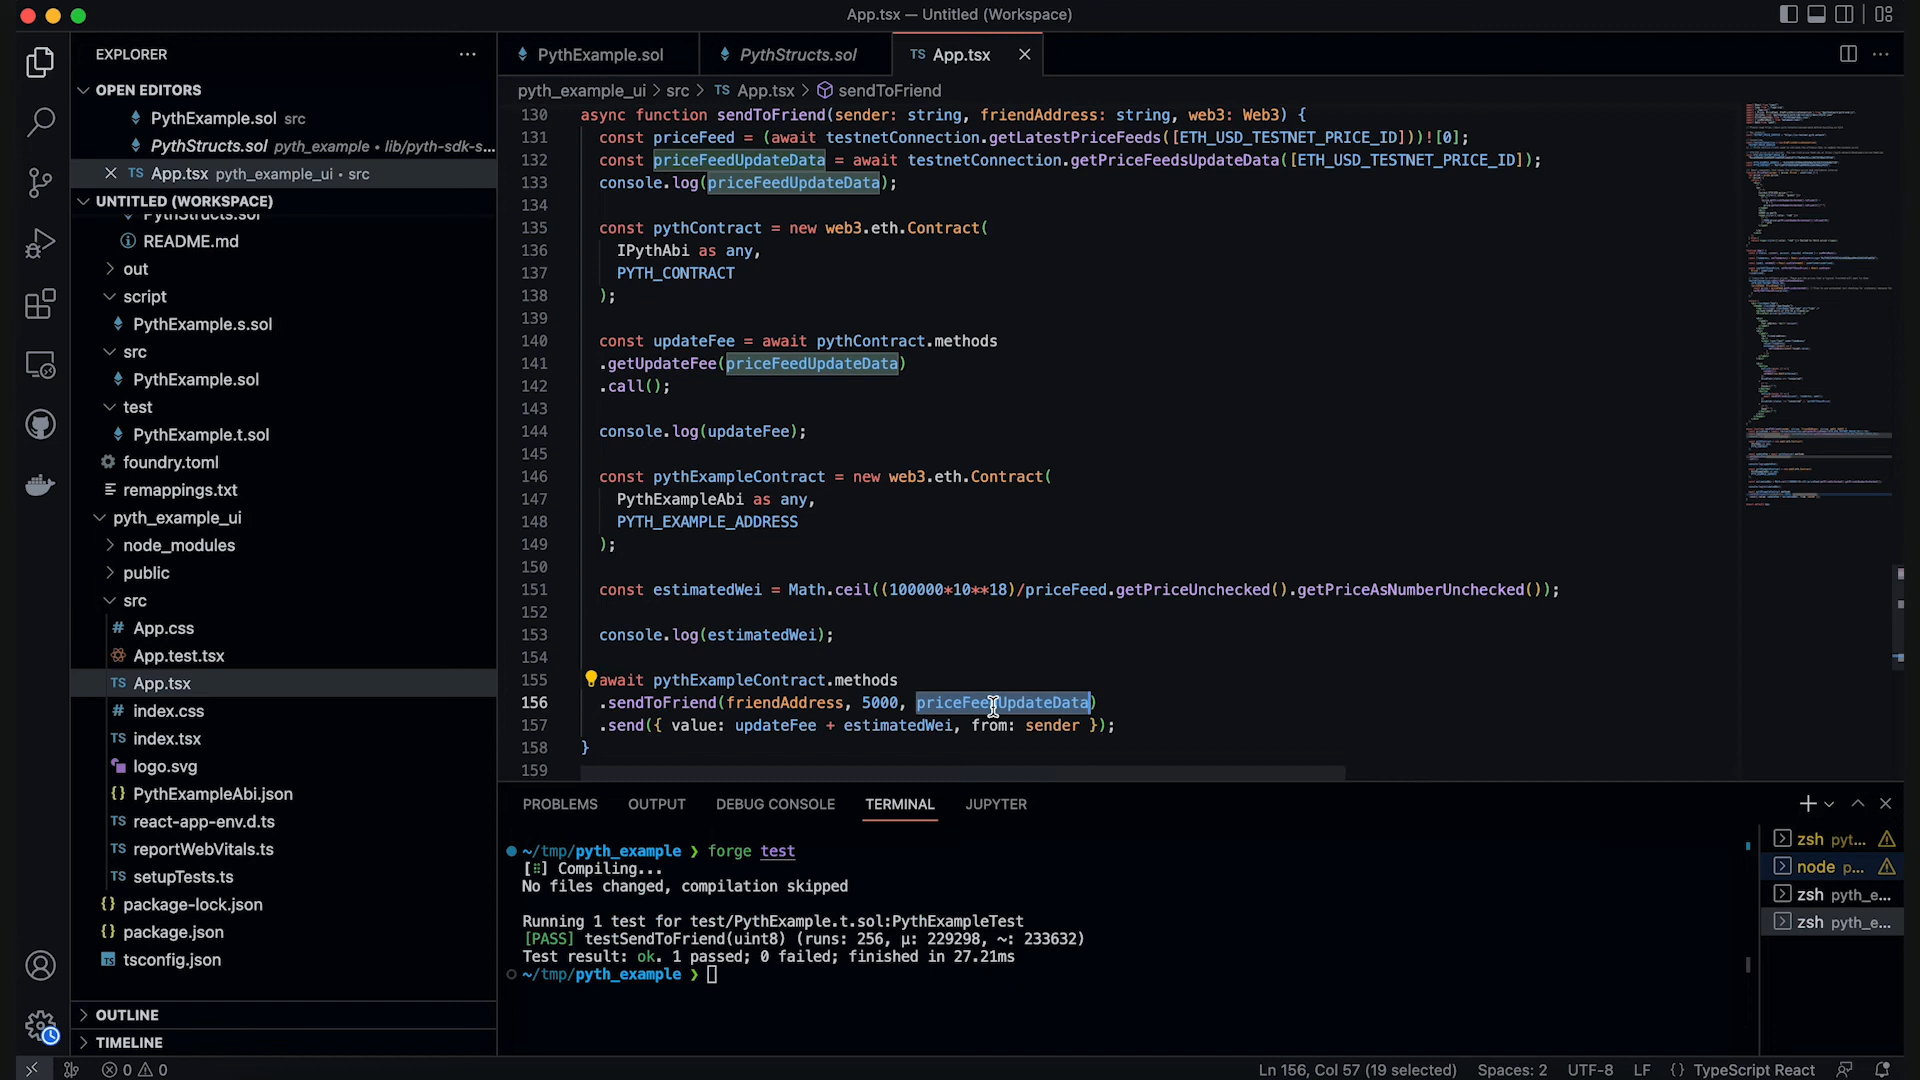 App.tsx — Untitled (Workspace)
EXPLORER
OPEN EDITORS
PythExample.sol src
PythStructs.sol pyth_example • lib/pyth-sdk-s...
TS App.tsx pyth_example_ui • src
UNTITLED (WORKSPACE)
PythStructs.sol
README.md
out
script
PythExample.s.sol
src
PythExample.sol
test
PythExample.t.sol
foundry.toml
remappings.txt
pyth_example_ui
node_modules
public
src
# App.css
App.test.tsx
TS App.tsx
# index.css
TS index.tsx
logo.svg
{} PythExampleAbi.json
TS react-app-env.d.ts
TS reportWebVitals.ts
TS setupTests.ts
{} package-lock.json
{} package.json
tsconfig.json
OUTLINE
TIMELINE
PythExample.sol
PythStructs.sol
TS App.tsx
pyth_example_ui > src > TS App.tsx > sendToFriend
130 async function sendToFriend(sender: string, friendAddress: string, web3: Web3) {
131 const priceFeed = (await testnetConnection.getLatestPriceFeeds([ETH_USD_TESTNET_PRICE_ID]))![0];
132 const priceFeedUpdateData = await testnetConnection.getPriceFeedsUpdateData([ETH_USD_TESTNET_PRICE_ID]);
133 console.log(priceFeedUpdateData);
134
135 const pythContract = new web3.eth.Contract(
136 IPythAbi as any,
137 PYTH_CONTRACT
138 );
139
140 const updateFee = await pythContract.methods
141 .getUpdateFee(priceFeedUpdateData)
142 .call();
143
144 console.log(updateFee);
145
146 const pythExampleContract = new web3.eth.Contract(
147 PythExampleAbi as any,
148 PYTH_EXAMPLE_ADDRESS
149 );
150
151 const estimatedWei = Math.ceil((100000*10**18)/priceFeed.getPriceUnchecked().getPriceAsNumberUnchecked());
152
153 console.log(estimatedWei);
154
155 await pythExampleContract.methods
156 .sendToFriend(friendAddress, 5000, priceFeedUpdateData)
157 .send({ value: updateFee + estimatedWei, from: sender });
158 }
159
PROBLEMS OUTPUT DEBUG CONSOLE TERMINAL JUPYTER
~/tmp/pyth_example ❯ forge test
[⠿] Compiling...
No files changed, compilation skipped
Running 1 test for test/PythExample.t.sol:PythExampleTest
[PASS] testSendToFriend(uint8) (runs: 256, μ: 229298, ~: 233632)
Test result: ok. 1 passed; 0 failed; finished in 27.21ms
~/tmp/pyth_example ❯
zsh pyt...
node p...
zsh pyth_e...
zsh pyth_e...
0 0
Ln 156, Col 57 (19 selected) Spaces: 2 UTF-8 LF {} TypeScript React